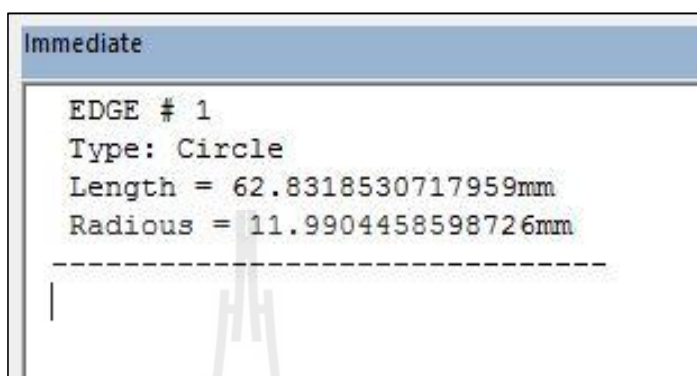 Immediate
EDGE # 1
Type: Circle
Length = 62.8318530717959mm
Radious = 11.9904458598726mm
---------------------------------